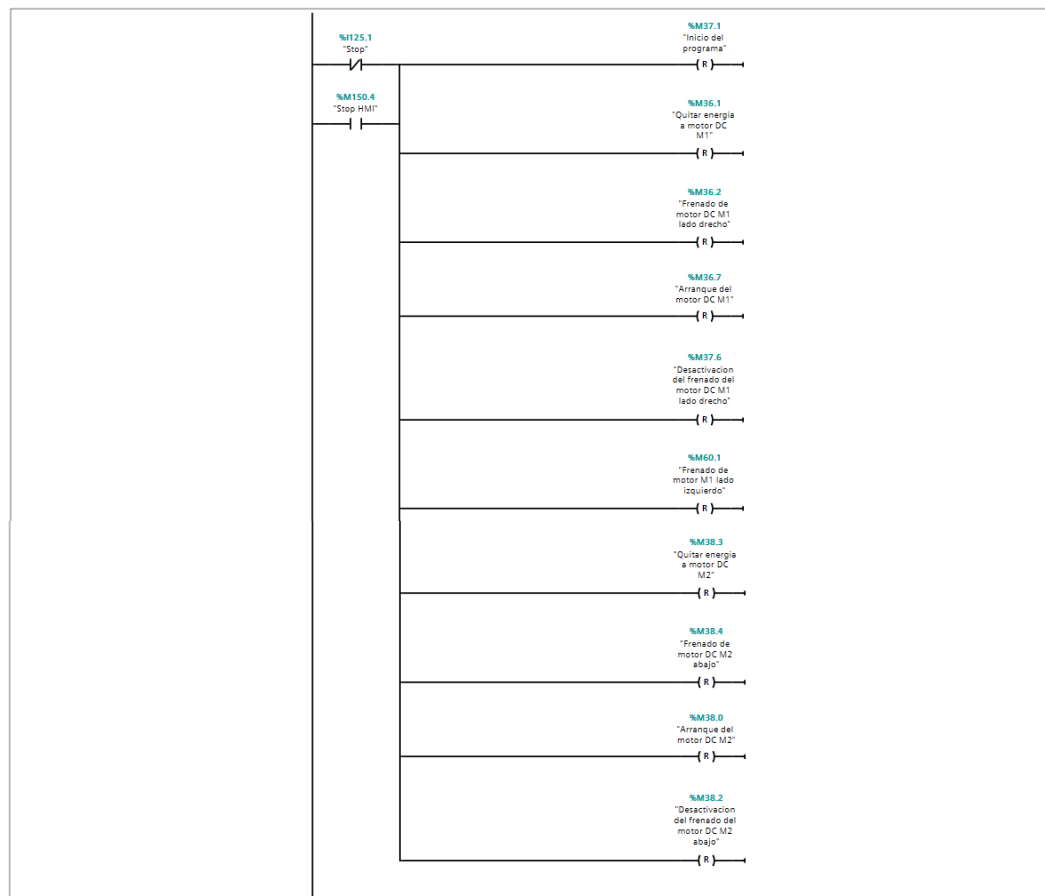 %I125.1
"Stop"
%M37.1
"Inicio del
programa"
( R )
%M150.4
"Stop HMI"
%M36.1
"Quitar energia
a motor DC
M1"
( R )
%M36.2
"Frenado de
motor DC M1
lado drecho"
( R )
%M36.7
"Arranque del
motor DC M1"
( R )
%M37.6
"Desactivacion
del frenado del
motor DC M1
lado drecho"
( R )
%M60.1
"Frenado de
motor M1 lado
izquierdo"
( R )
%M38.3
"Quitar energia
a motor DC
M2"
( R )
%M38.4
"Frenado de
motor DC M2
abajo"
( R )
%M38.0
"Arranque del
motor DC M2"
( R )
%M38.2
"Desactivacion
del frenado del
motor DC M2
abajo"
( R )